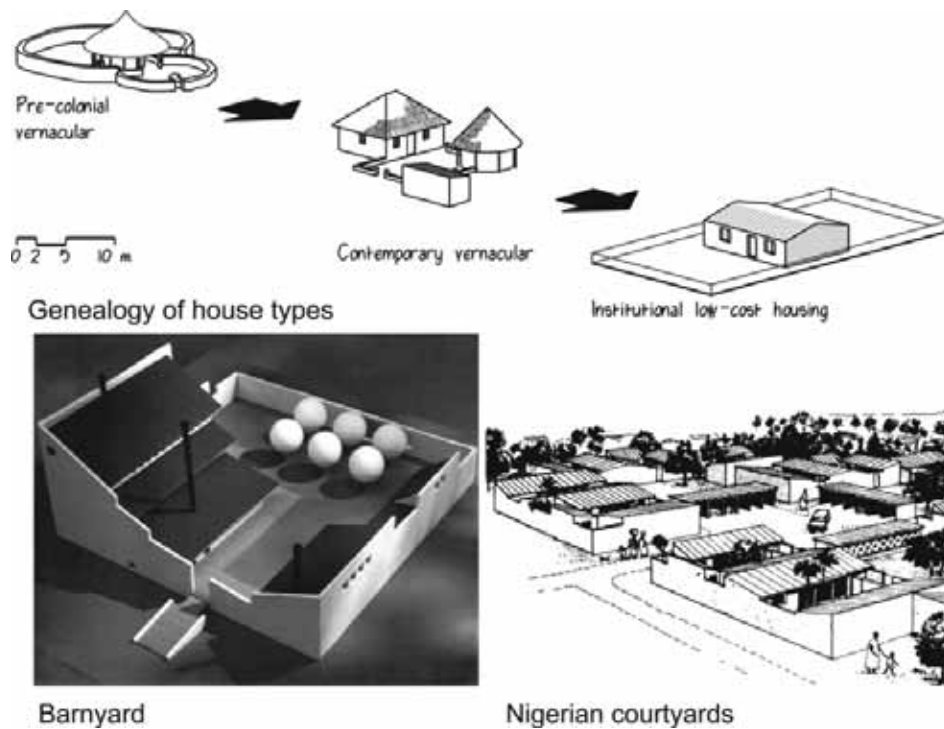 Pre-colonial
vernacular
0 2 5 10 m
Contemporary vernacular
Institutional low-cost housing
Genealogy of house types
Barnyard
Nigerian courtyards